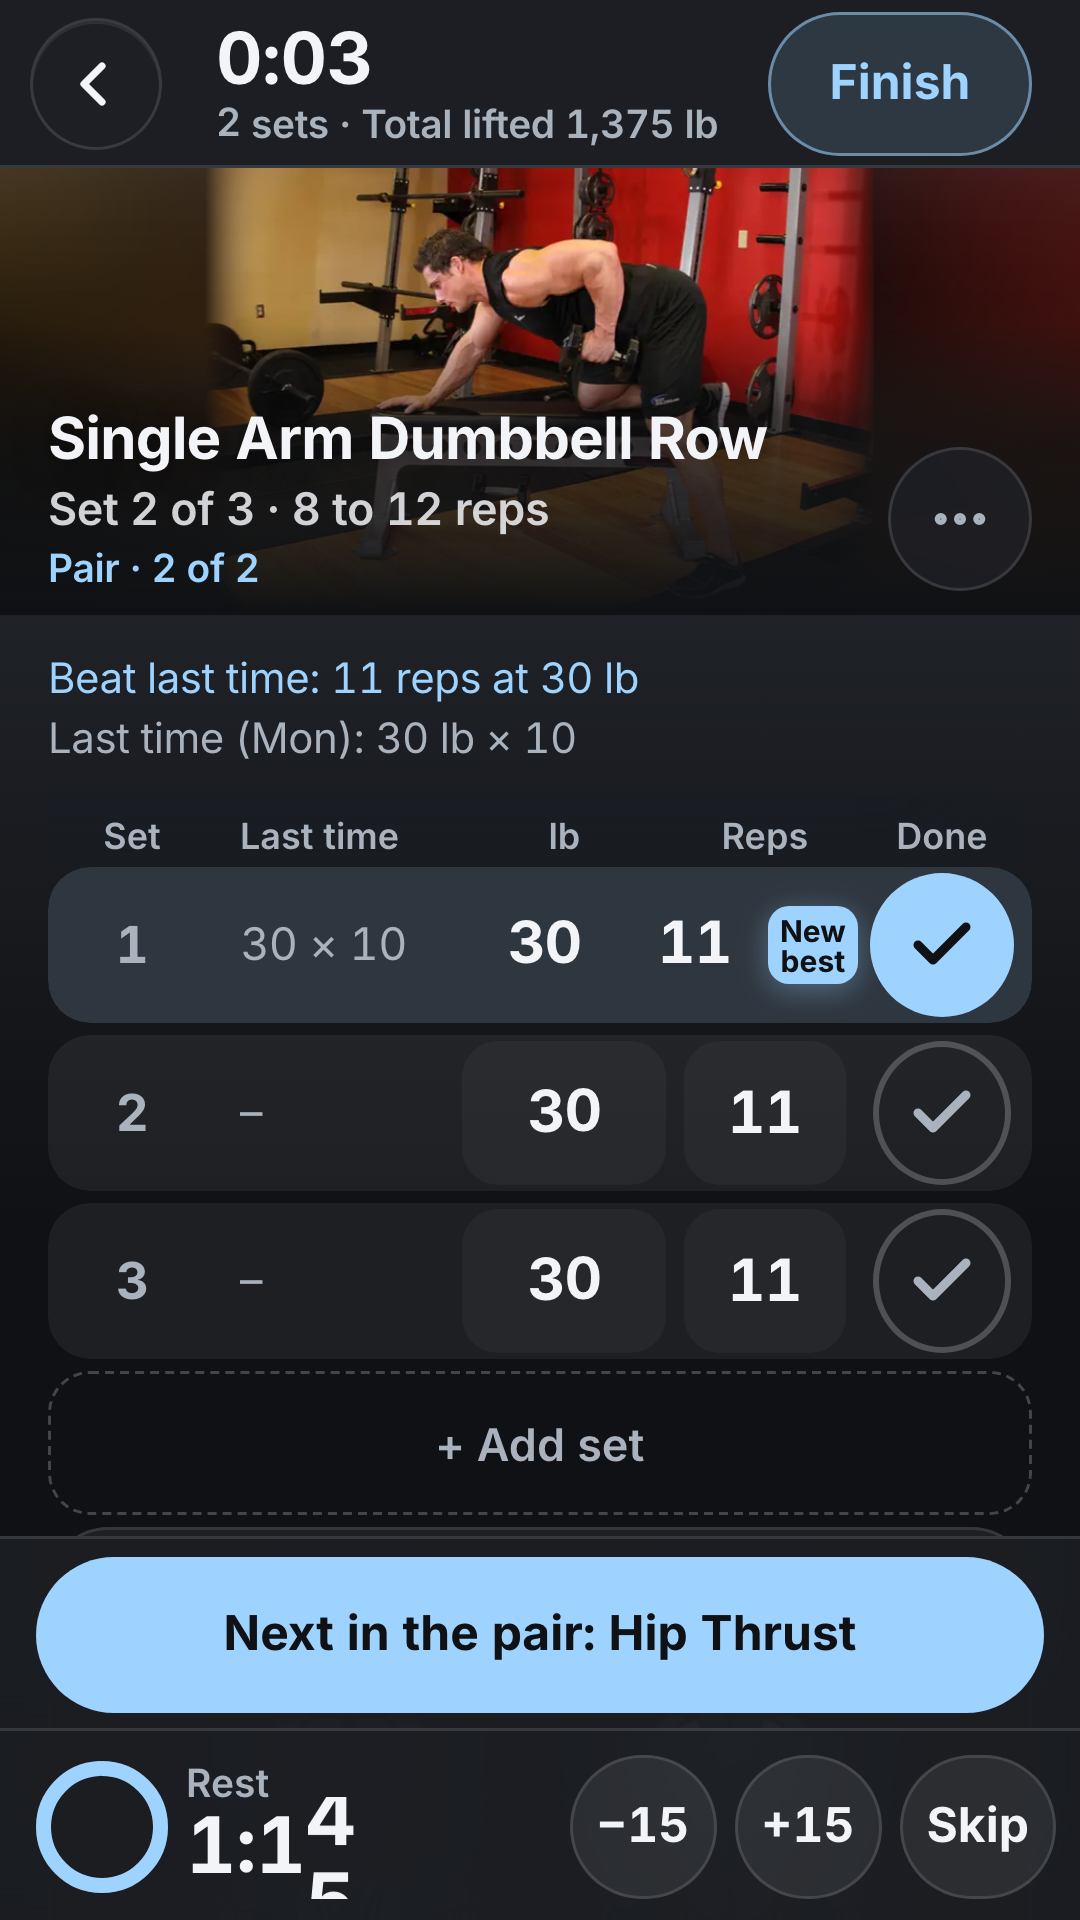 0:03
2 sets · Total lifted 1,375 lb
Finish
Single Arm Dumbbell Row
Set 2 of 3 · 8 to 12 reps
Pair · 2 of 2
Beat last time: 11 reps at 30 lb
Last time (Mon): 30 lb × 10
Set Last time lb Reps Done
1 30 × 10 30 11 New best
2 – 30 11
3 – 30 11
+ Add set
Next in the pair: Hip Thrust
Rest
1:14
5
−15 +15 Skip